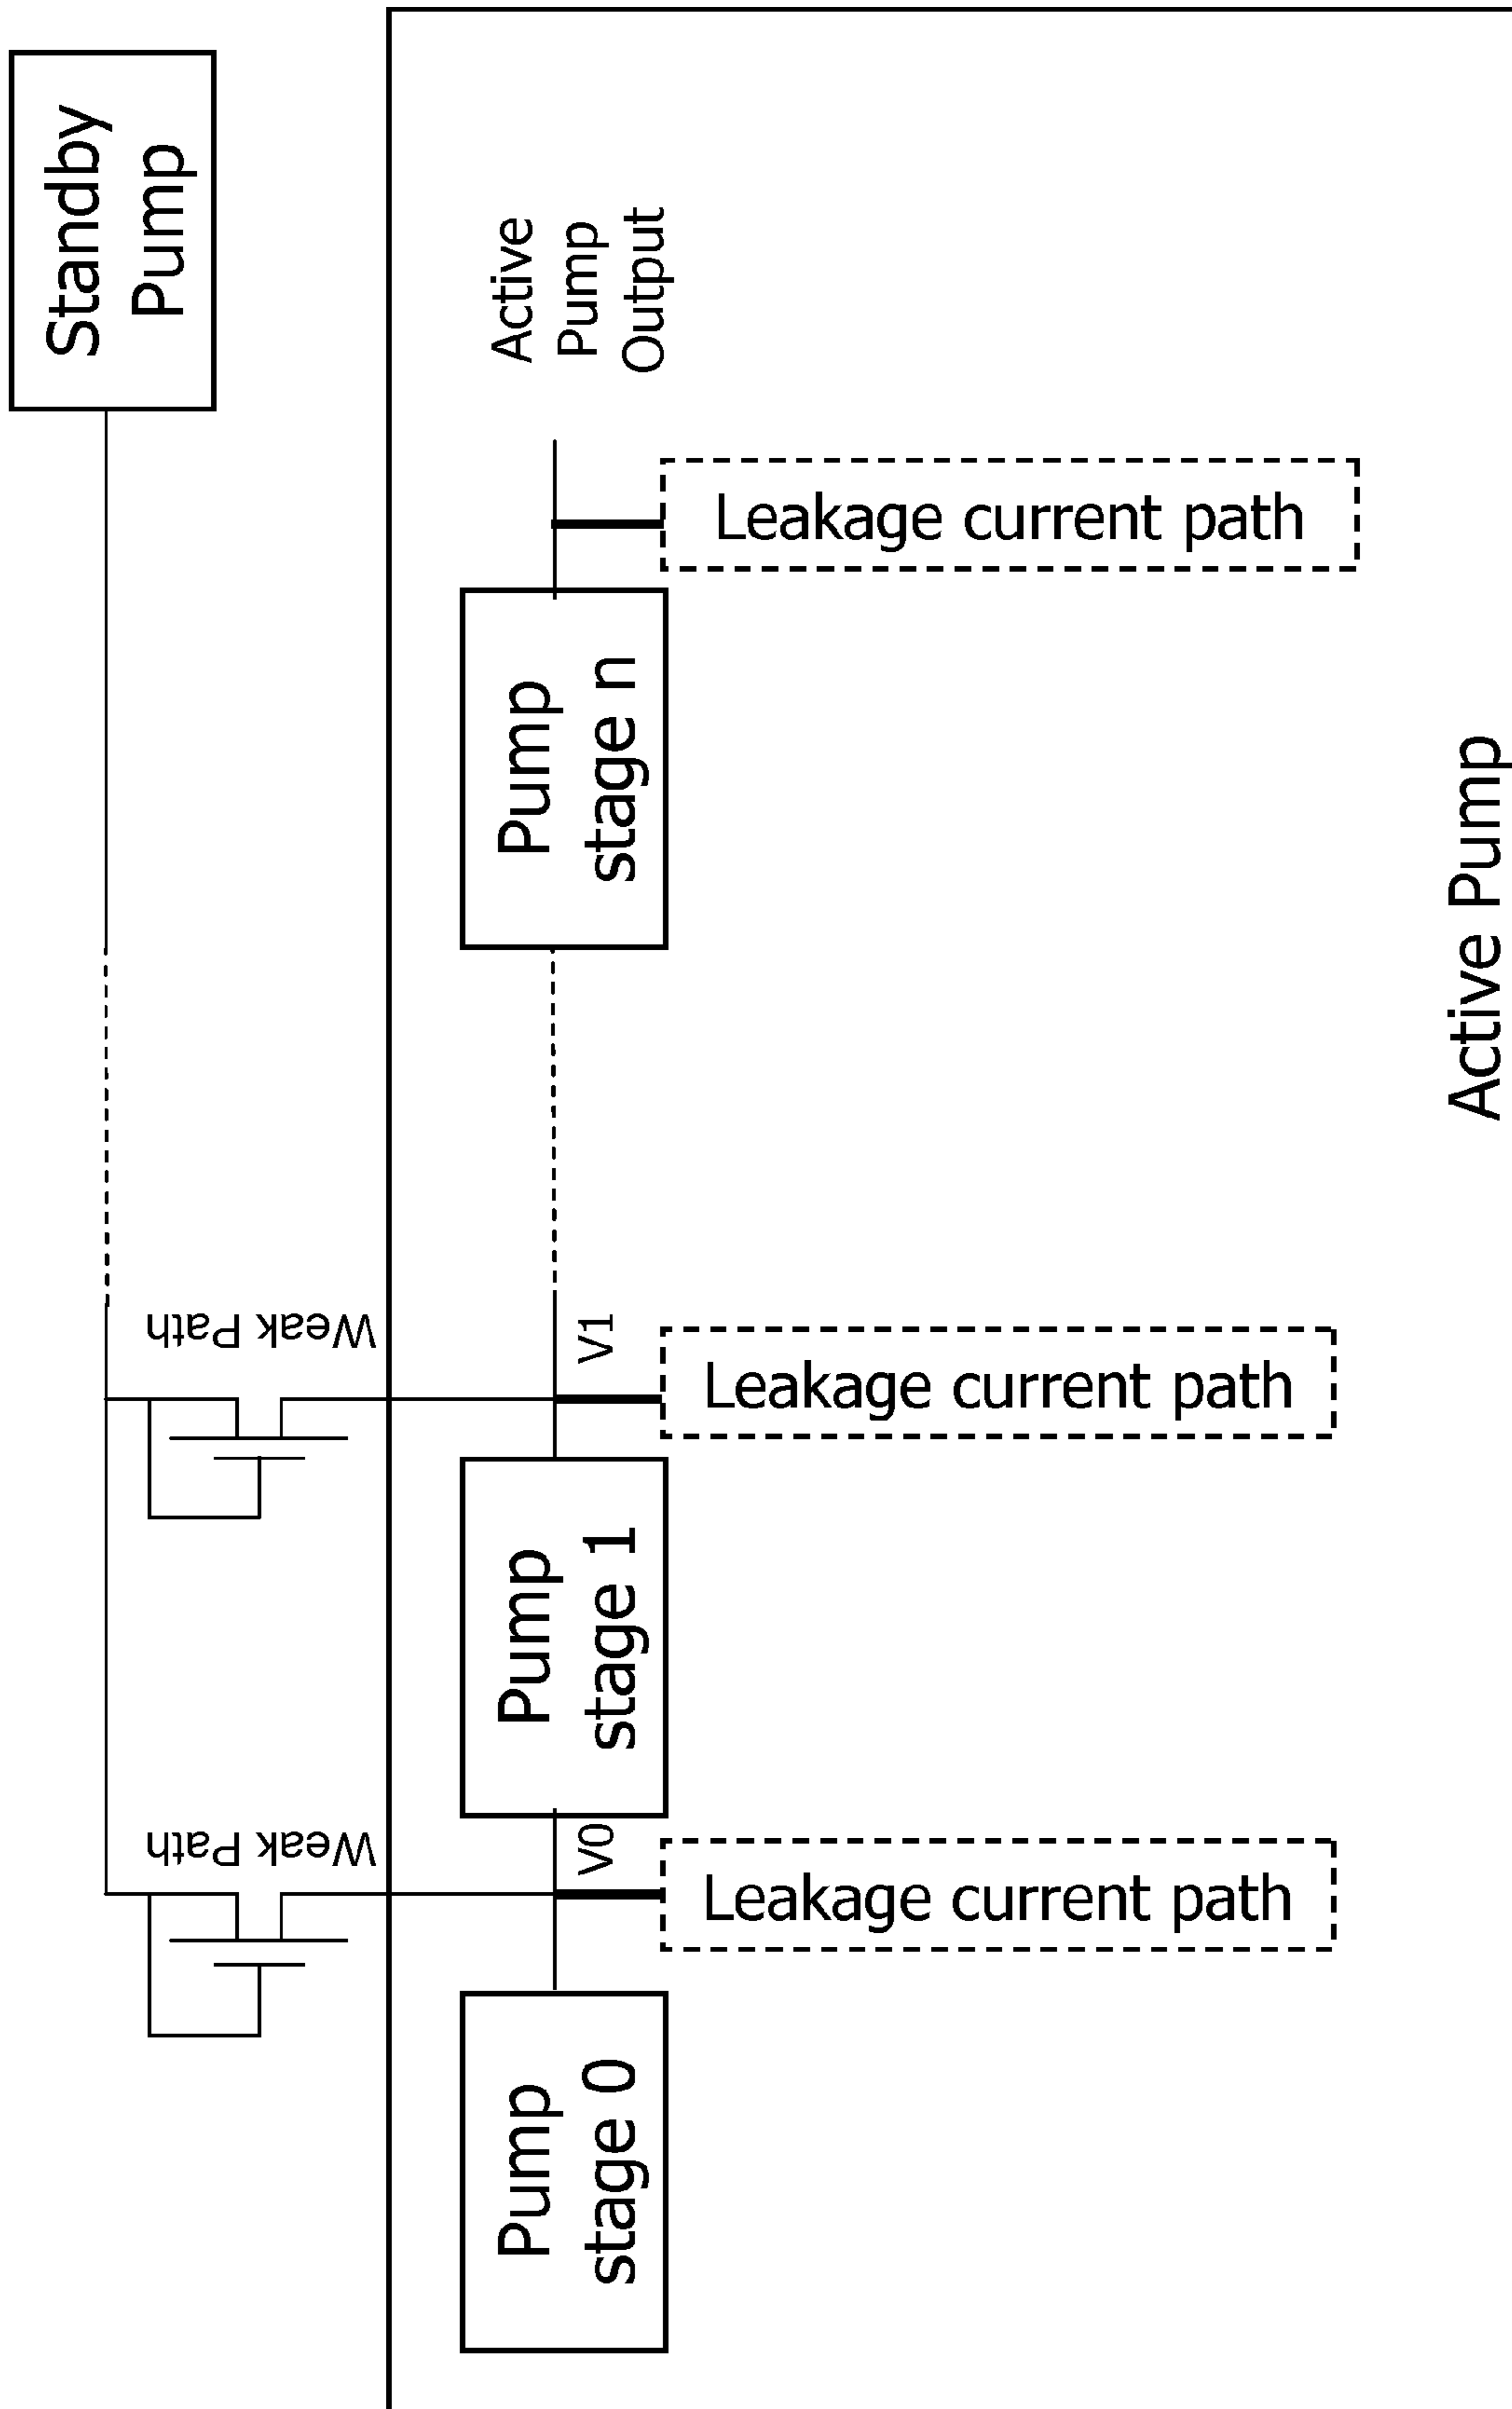 Standby
Pump
Weak Path
Weak Path
Active
Pump
Output
Pump
stage 0
V0
Pump
stage 1
V1
Pump
stage n
Leakage current path
Leakage current path
Leakage current path
Active Pump